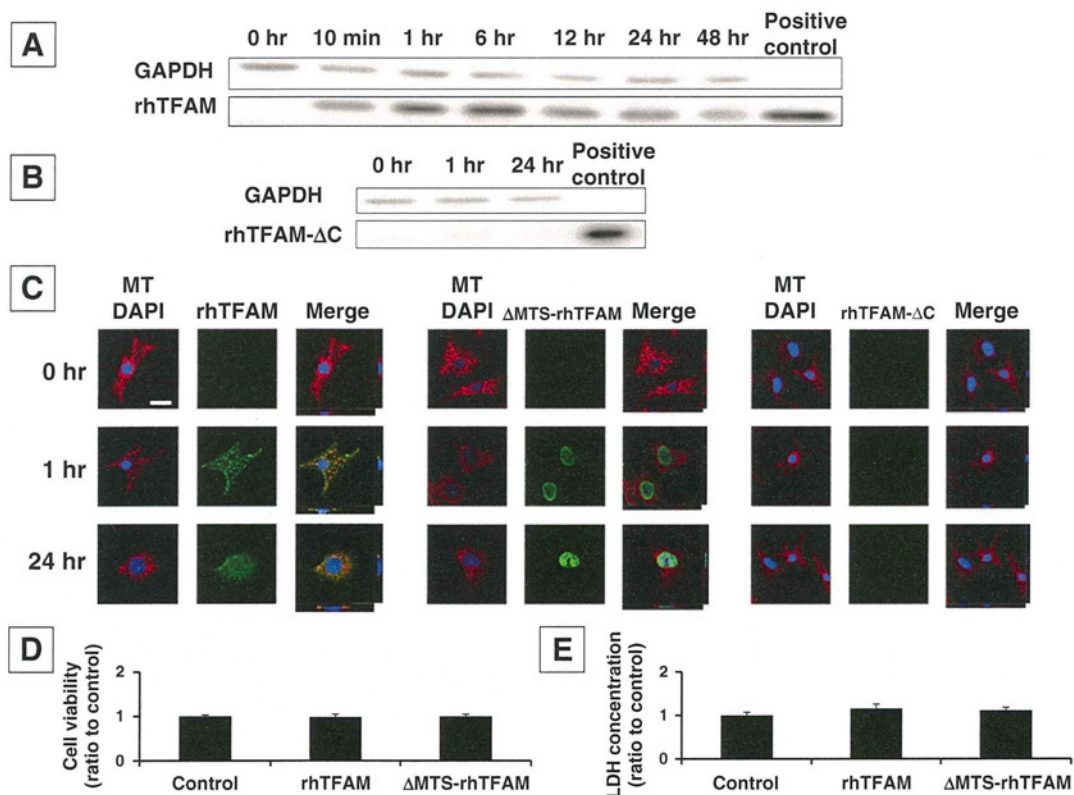 A
0 hr 10 min 1 hr 6 hr 12 hr 24 hr 48 hr Positive control
GAPDH
rhTFAM
B
0 hr 1 hr 24 hr Positive control
GAPDH
rhTFAM-ΔC
C
MT DAPI rhTFAM Merge MT DAPI ΔMTS-rhTFAM Merge MT DAPI rhTFAM-ΔC Merge
0 hr
1 hr
24 hr
D
Cell viability
(ratio to control)
2
1
0
Control rhTFAM ΔMTS-rhTFAM
E
LDH concentration
(ratio to control)
2
1
0
Control rhTFAM ΔMTS-rhTFAM